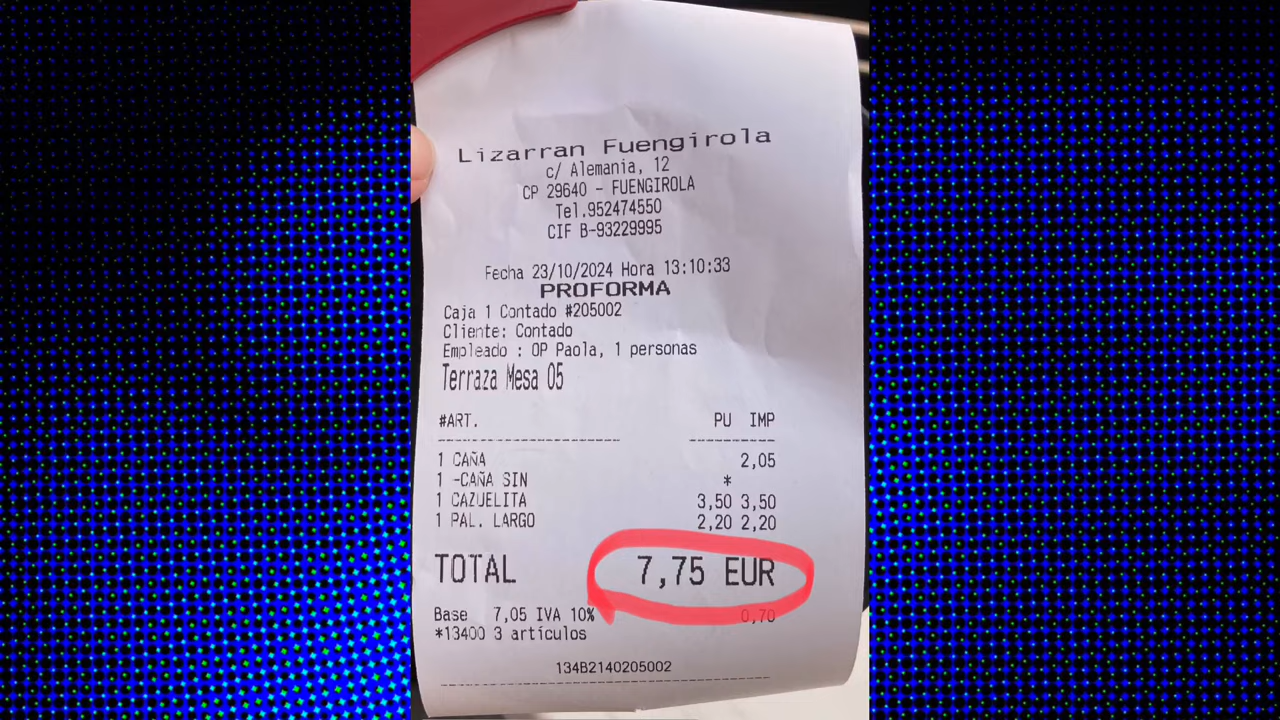 Lizarran Fuengirola
c/ Alemania, 12
CP 29640 - FUENGIROLA
Tel.952474550
CIF B-93229995
Fecha 23/10/2024 Hora 13:10:33
PROFORMA
Caja 1 Contado #205002
Cliente: Contado
Empleado : OP Paola, 1 personas
Terraza Mesa 05
#ART. PU IMP
1 CAÑA 2,05
1 -CAÑA SIN *
1 CAZUELITA 3,50 3,50
1 PAL. LARGO 2,20 2,20
TOTAL 7,75 EUR
Base 7,05 IVA 10% 0,70
*13400 3 artículos
134B2140205002